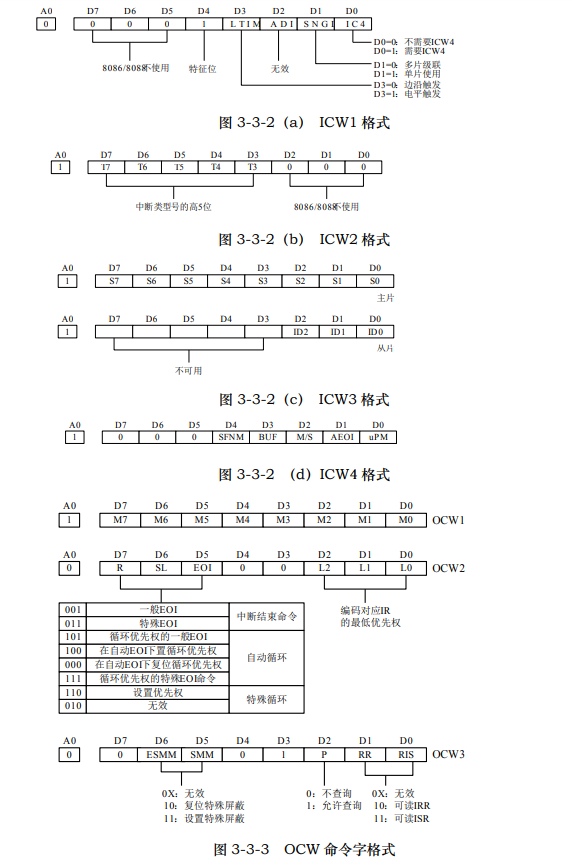 A0 D7 D6 D5 D4 D3 D2 D1 D0
0 0 0 0 1 LTIM ADI SNGI IC4
D0=0：不需要ICW4
D0=1：需要ICW4
8086/8088不使用 特征位 无效
D1=0：多片级联
D1=1：单片使用
D3=0：边沿触发
D3=1：电平触发
图 3-3-2（a） ICW1 格式
A0 D7 D6 D5 D4 D3 D2 D1 D0
1 T7 T6 T5 T4 T3 0 0 0
中断类型号的高5位 8086/8088不使用
图 3-3-2（b） ICW2 格式
A0 D7 D6 D5 D4 D3 D2 D1 D0
1 S7 S6 S5 S4 S3 S2 S1 S0
主片
A0 D7 D6 D5 D4 D3 D2 D1 D0
1 ID2 ID1 ID0
从片
不可用
图 3-3-2（c） ICW3 格式
A0 D7 D6 D5 D4 D3 D2 D1 D0
1 0 0 0 SFNM BUF M/S AEOI uPM
图 3-3-2 （d）ICW4 格式
A0 D7 D6 D5 D4 D3 D2 D1 D0
1 M7 M6 M5 M4 M3 M2 M1 M0 OCW1
A0 D7 D6 D5 D4 D3 D2 D1 D0
0 R SL EOI 0 0 L2 L1 L0 OCW2
001 一般EOI 中断结束命令
011 特殊EOI
101 循环优先权的一般EOI 自动循环
100 在自动EOI下置循环优先权
000 在自动EOI下复位循环优先权
111 循环优先权的特殊EOI命令
110 设置优先权 特殊循环
010 无效
编码对应IR
的最低优先权
A0 D7 D6 D5 D4 D3 D2 D1 D0
0 0 ESMM SMM 0 1 P RR RIS OCW3
0X：无效 0：不查询 0X：无效
10：复位特殊屏蔽 1：允许查询 10：可读IRR
11：设置特殊屏蔽 11：可读ISR
图 3-3-3 OCW 命令字格式